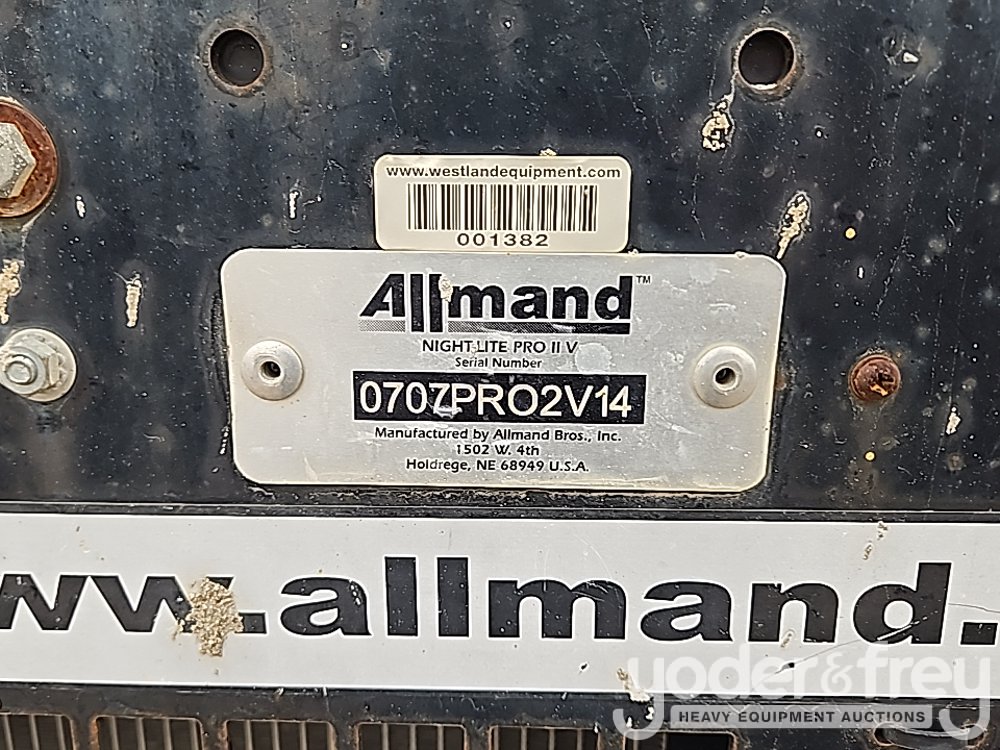 www.westlandequipment.com
001382
Allmand™
NIGHT-LITE PRO II V
Serial Number
0707PRO2V14
Manufactured by Allmand Bros., Inc.
1502 W. 4th
Holdrege, NE 68949 U.S.A.
ww.allmand.
yoder&frey
HEAVY EQUIPMENT AUCTIONS